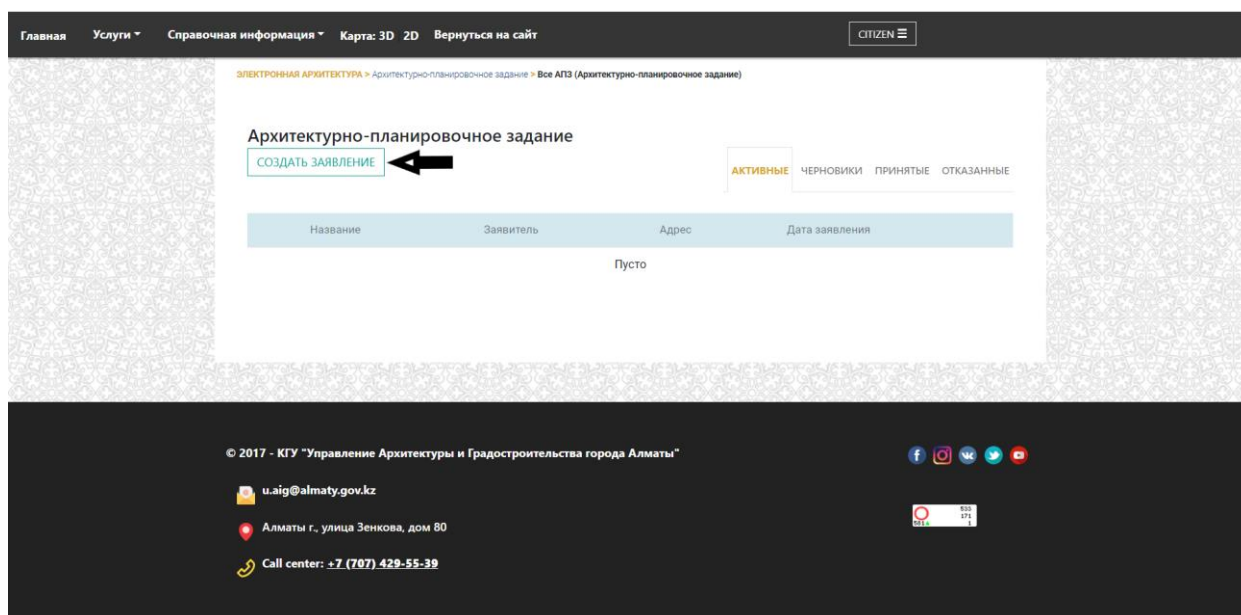 Главная Услуги Справочная информация Карта: 3D 2D Вернуться на сайт CITIZEN
ЭЛЕКТРОННАЯ АРХИТЕКТУРА > Архитектурно-планировочное задание > Все АПЗ (Архитектурно-планировочное задание)
Архитектурно-планировочное задание
СОЗДАТЬ ЗАЯВЛЕНИЕ
АКТИВНЫЕ ЧЕРНОВИКИ ПРИНЯТЫЕ ОТКАЗАННЫЕ
Название Заявитель Адрес Дата заявления
Пусто
© 2017 - КГУ "Управление Архитектуры и Градостроительства города Алматы"
u.aig@almaty.gov.kz
Алматы г., улица Зенкова, дом 80
Call center: +7 (707) 429-55-39